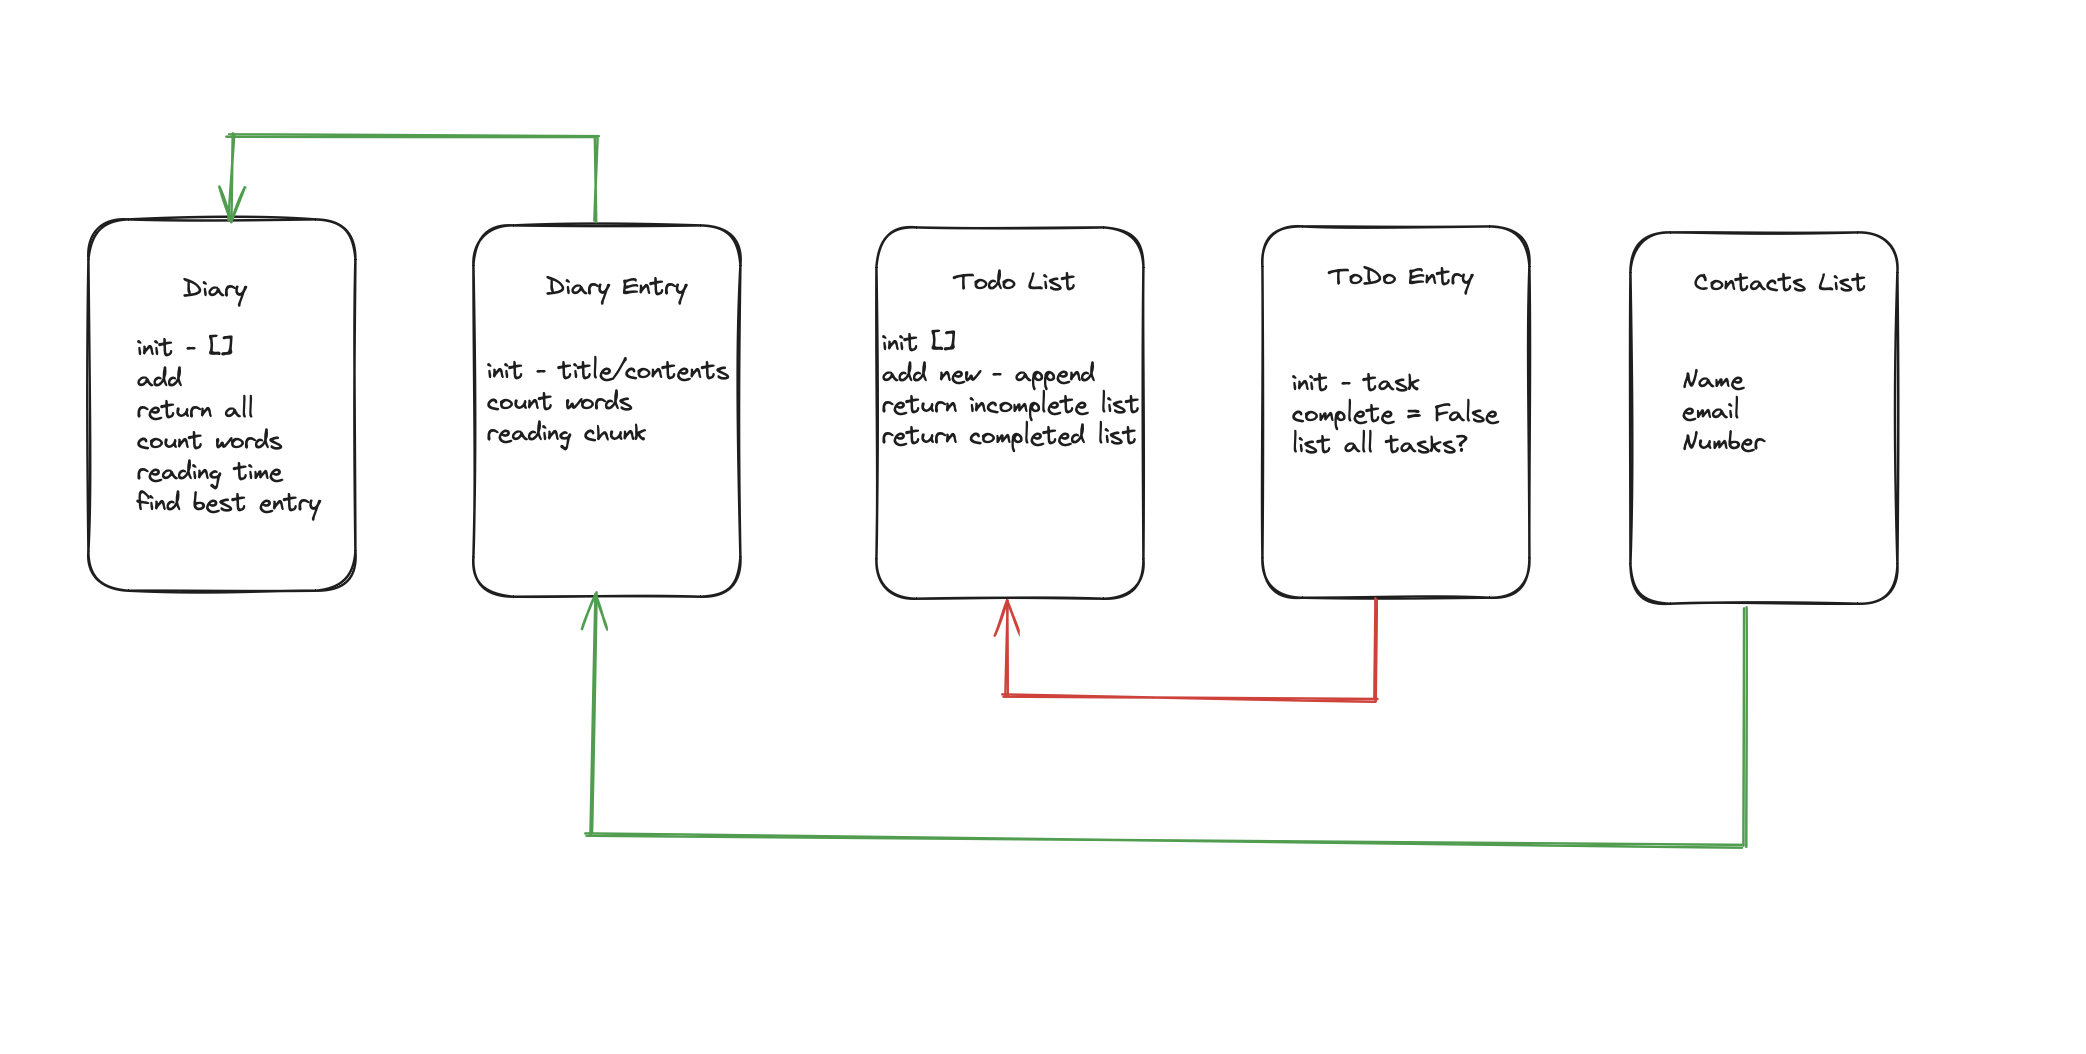 Diary
init - []
add
return all
count words
reading time
find best entry
Diary Entry
init - title/contents
count words
reading chunk
Todo List
init []
add new - append
return incomplete list
return completed list
ToDo Entry
init - task
complete = False
list all tasks?
Contacts List
Name
email
Number